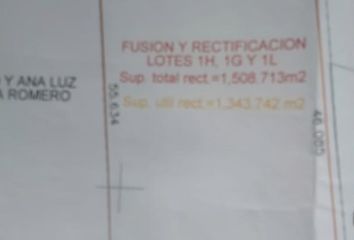 FUSION Y RECTIFICACION
LOTES 1H, 1G Y 1L
Sup. total rect.=1,508.713m2
Sup. util rect.=1,343.742 m2
Y ANA LUZ
A ROMERO
55.634
46.005